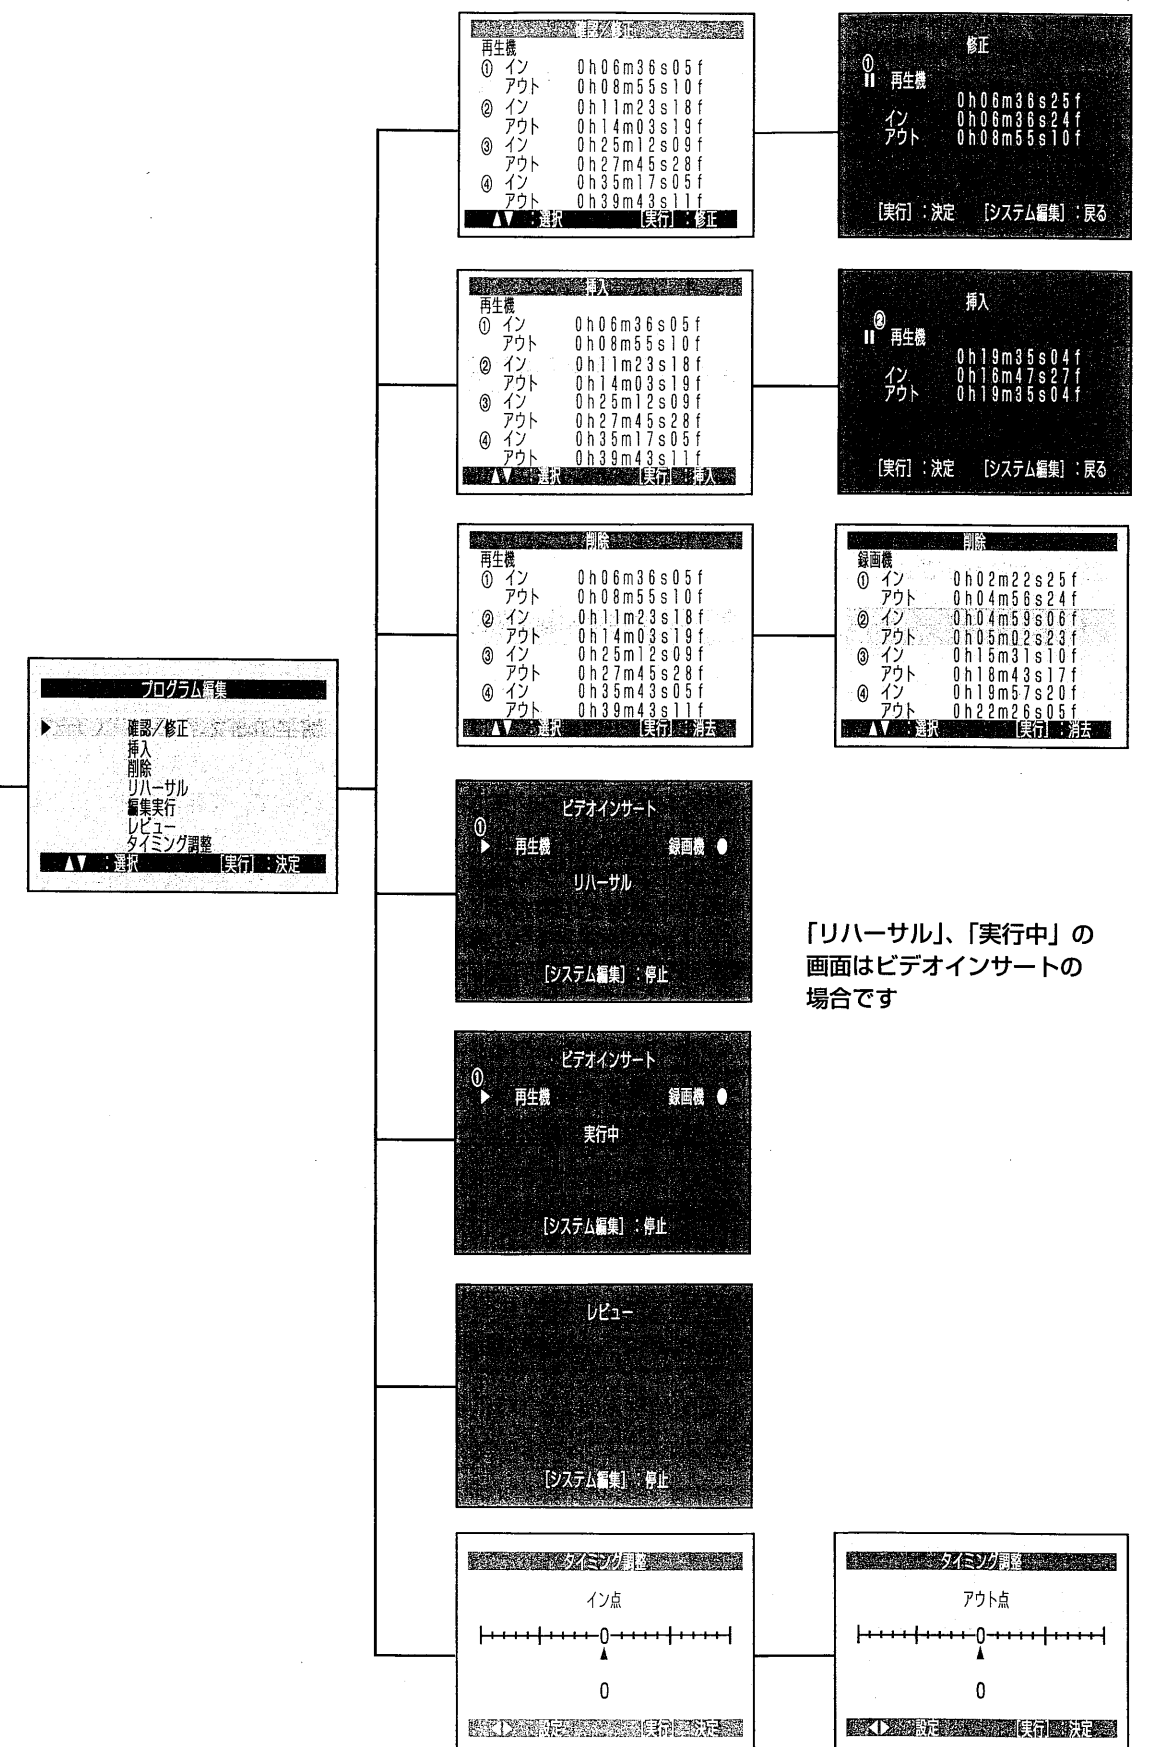 プログラム編集
▶ 確認／修正
挿入
削除
リハーサル
編集実行
レビュー
タイミング調整
▲▼ ：選択 [実行] ：決定
確認／修正
再生機
① イン 0h06m36s05f
アウト 0h08m55s10f
② イン 0h11m23s18f
アウト 0h14m03s19f
③ イン 0h25m12s09f
アウト 0h27m45s28f
④ イン 0h35m17s05f
アウト 0h39m43s11f
▲▼ ：選択 [実行] ：修正
修正
①
再生機
0h06m36s25f
イン 0h06m36s24f
アウト 0h08m55s10f
[実行] ：決定 [システム編集] ：戻る
挿入
再生機
① イン 0h06m36s05f
アウト 0h08m55s10f
② イン 0h11m23s18f
アウト 0h14m03s19f
③ イン 0h25m12s09f
アウト 0h27m45s28f
④ イン 0h35m17s05f
アウト 0h39m43s11f
▲▼ ：選択 [実行] ：挿入
挿入
②
再生機
0h19m35s04f
イン 0h16m47s27f
アウト 0h19m35s04f
[実行] ：決定 [システム編集] ：戻る
削除
再生機
① イン 0h06m36s05f
アウト 0h08m55s10f
② イン 0h11m23s18f
アウト 0h14m03s19f
③ イン 0h25m12s09f
アウト 0h27m45s28f
④ イン 0h35m43s05f
アウト 0h39m43s11f
▲▼ ：選択 [実行] ：消去
削除
録画機
① イン 0h02m22s25f
アウト 0h04m56s24f
② イン 0h04m59s06f
アウト 0h05m02s23f
③ イン 0h15m31s10f
アウト 0h18m43s17f
④ イン 0h19m57s20f
アウト 0h22m26s05f
▲▼ ：選択 [実行] ：消去
ビデオインサート
①
▶ 再生機 録画機 ●
リハーサル
[システム編集] ：停止
「リハーサル」、「実行中」の
画面はビデオインサートの
場合です
ビデオインサート
①
▶ 再生機 録画機 ●
実行中
[システム編集] ：停止
レビュー
[システム編集] ：停止
タイミング調整
イン点
0
0
◀▶ ：設定 [実行] ：決定
タイミング調整
アウト点
0
0
◀▶ ：設定 [実行] ：決定